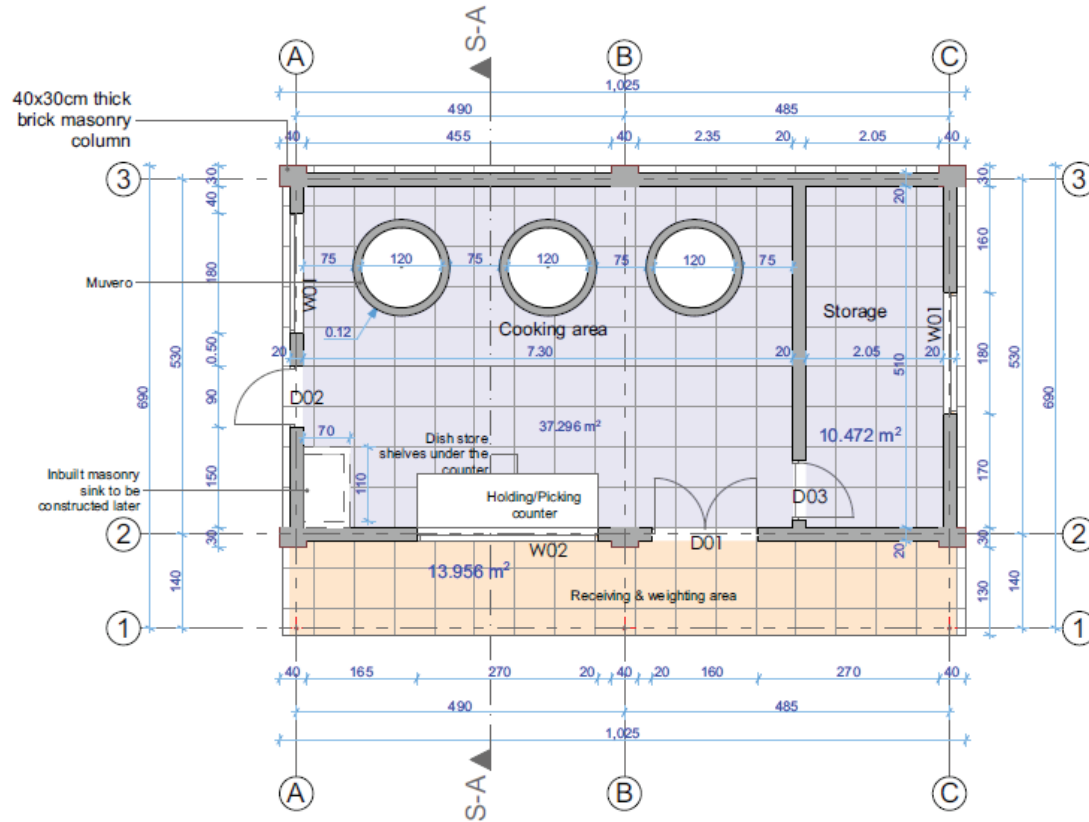 S-A
A
B
C
1,025
490
485
40x30cm thick
brick masonry
column
40
455
40
2.35
20
2.05
40
3
3
30
40
180
0.50
90
150
30
530
690
140
20
75
120
75
120
75
120
75
Muvero
W01
0.12
Cooking area
Storage
W01
20
7.30
20
2.05
20
510
20
30
160
180
170
30
130
530
690
140
D02
70
110
Dish store
shelves under the
counter
37.296 m²
10.472 m²
Inbuilt masonry
sink to be
constructed later
Holding/Picking
counter
D03
2
2
W02
D01
20
13.956 m²
Receiving & weighting area
1
1
40
165
270
20
40
20
160
270
40
490
485
1,025
S-A
A
B
C